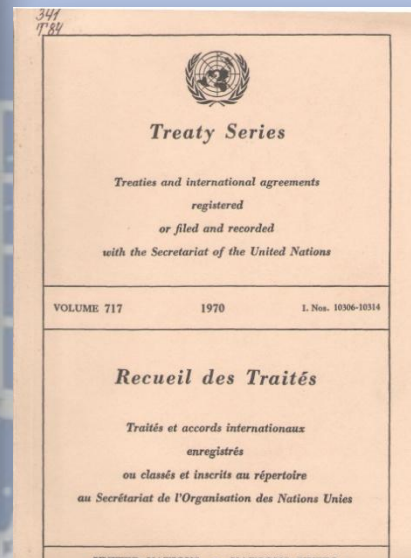 341
T84
Treaty Series
Treaties and international agreements
registered
or filed and recorded
with the Secretariat of the United Nations
VOLUME 717 1970 I. Nos. 10306-10314
Recueil des Traités
Traités et accords internationaux
enregistrés
ou classés et inscrits au répertoire
au Secrétariat de l'Organisation des Nations Unies